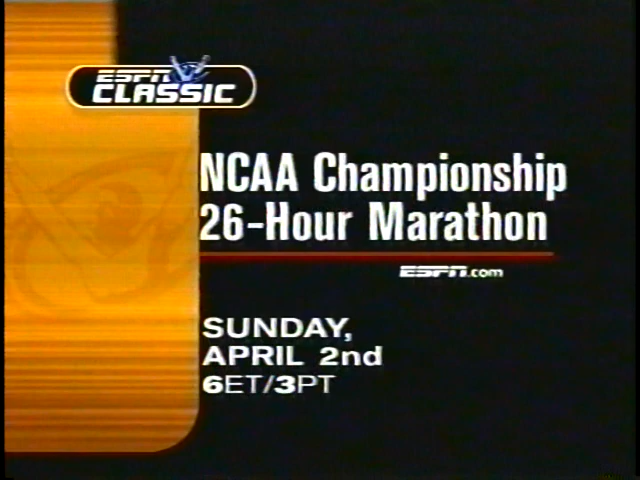 ESPN
CLASSIC
NCAA Championship
26-Hour Marathon
ESPN.com
SUNDAY,
APRIL 2nd
6ET/3PT